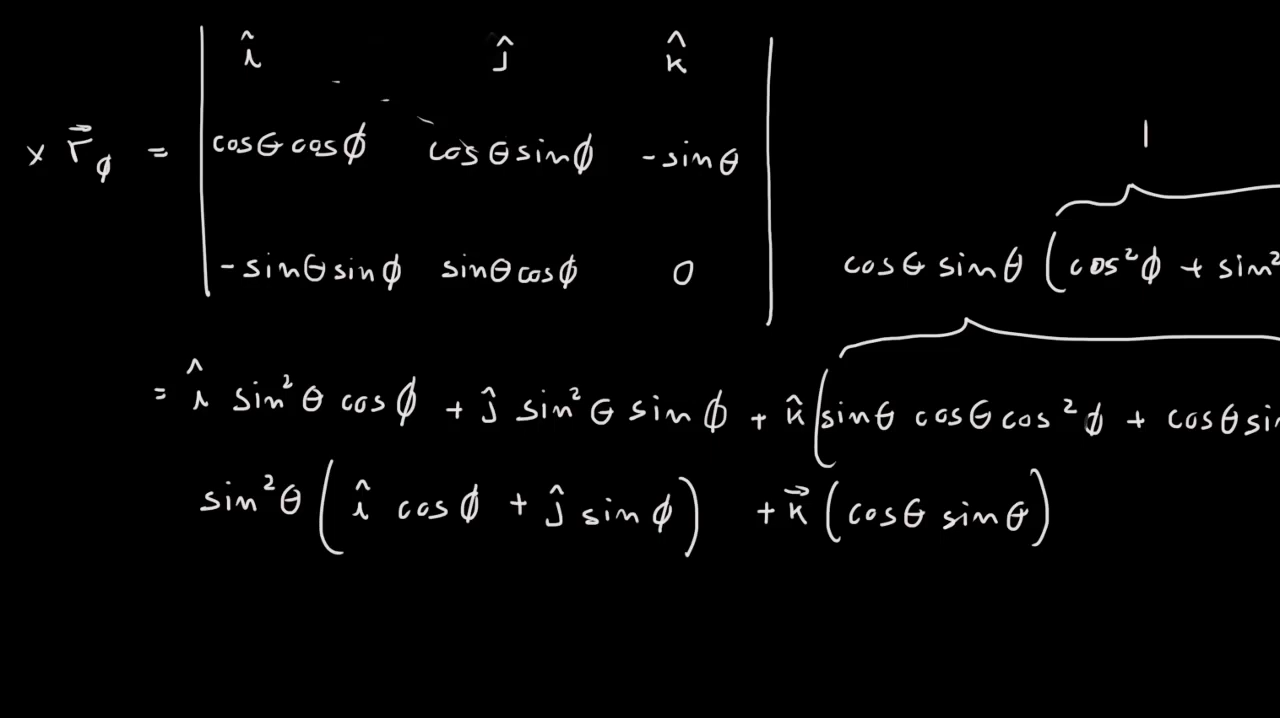 î ĵ k̂
× r⃗_ϕ = | cosθ cosϕ cosθ sinϕ -sinθ |
-sinθ sinϕ sinθ cosϕ 0
1
cosθ sinθ (cos²ϕ + sin²
= î sin²θ cosϕ + ĵ sin²θ sinϕ + k̂ (sinθ cosθ cos²ϕ + cosθ sin
sin²θ (î cosϕ + ĵ sinϕ) + k⃗ (cosθ sinθ)